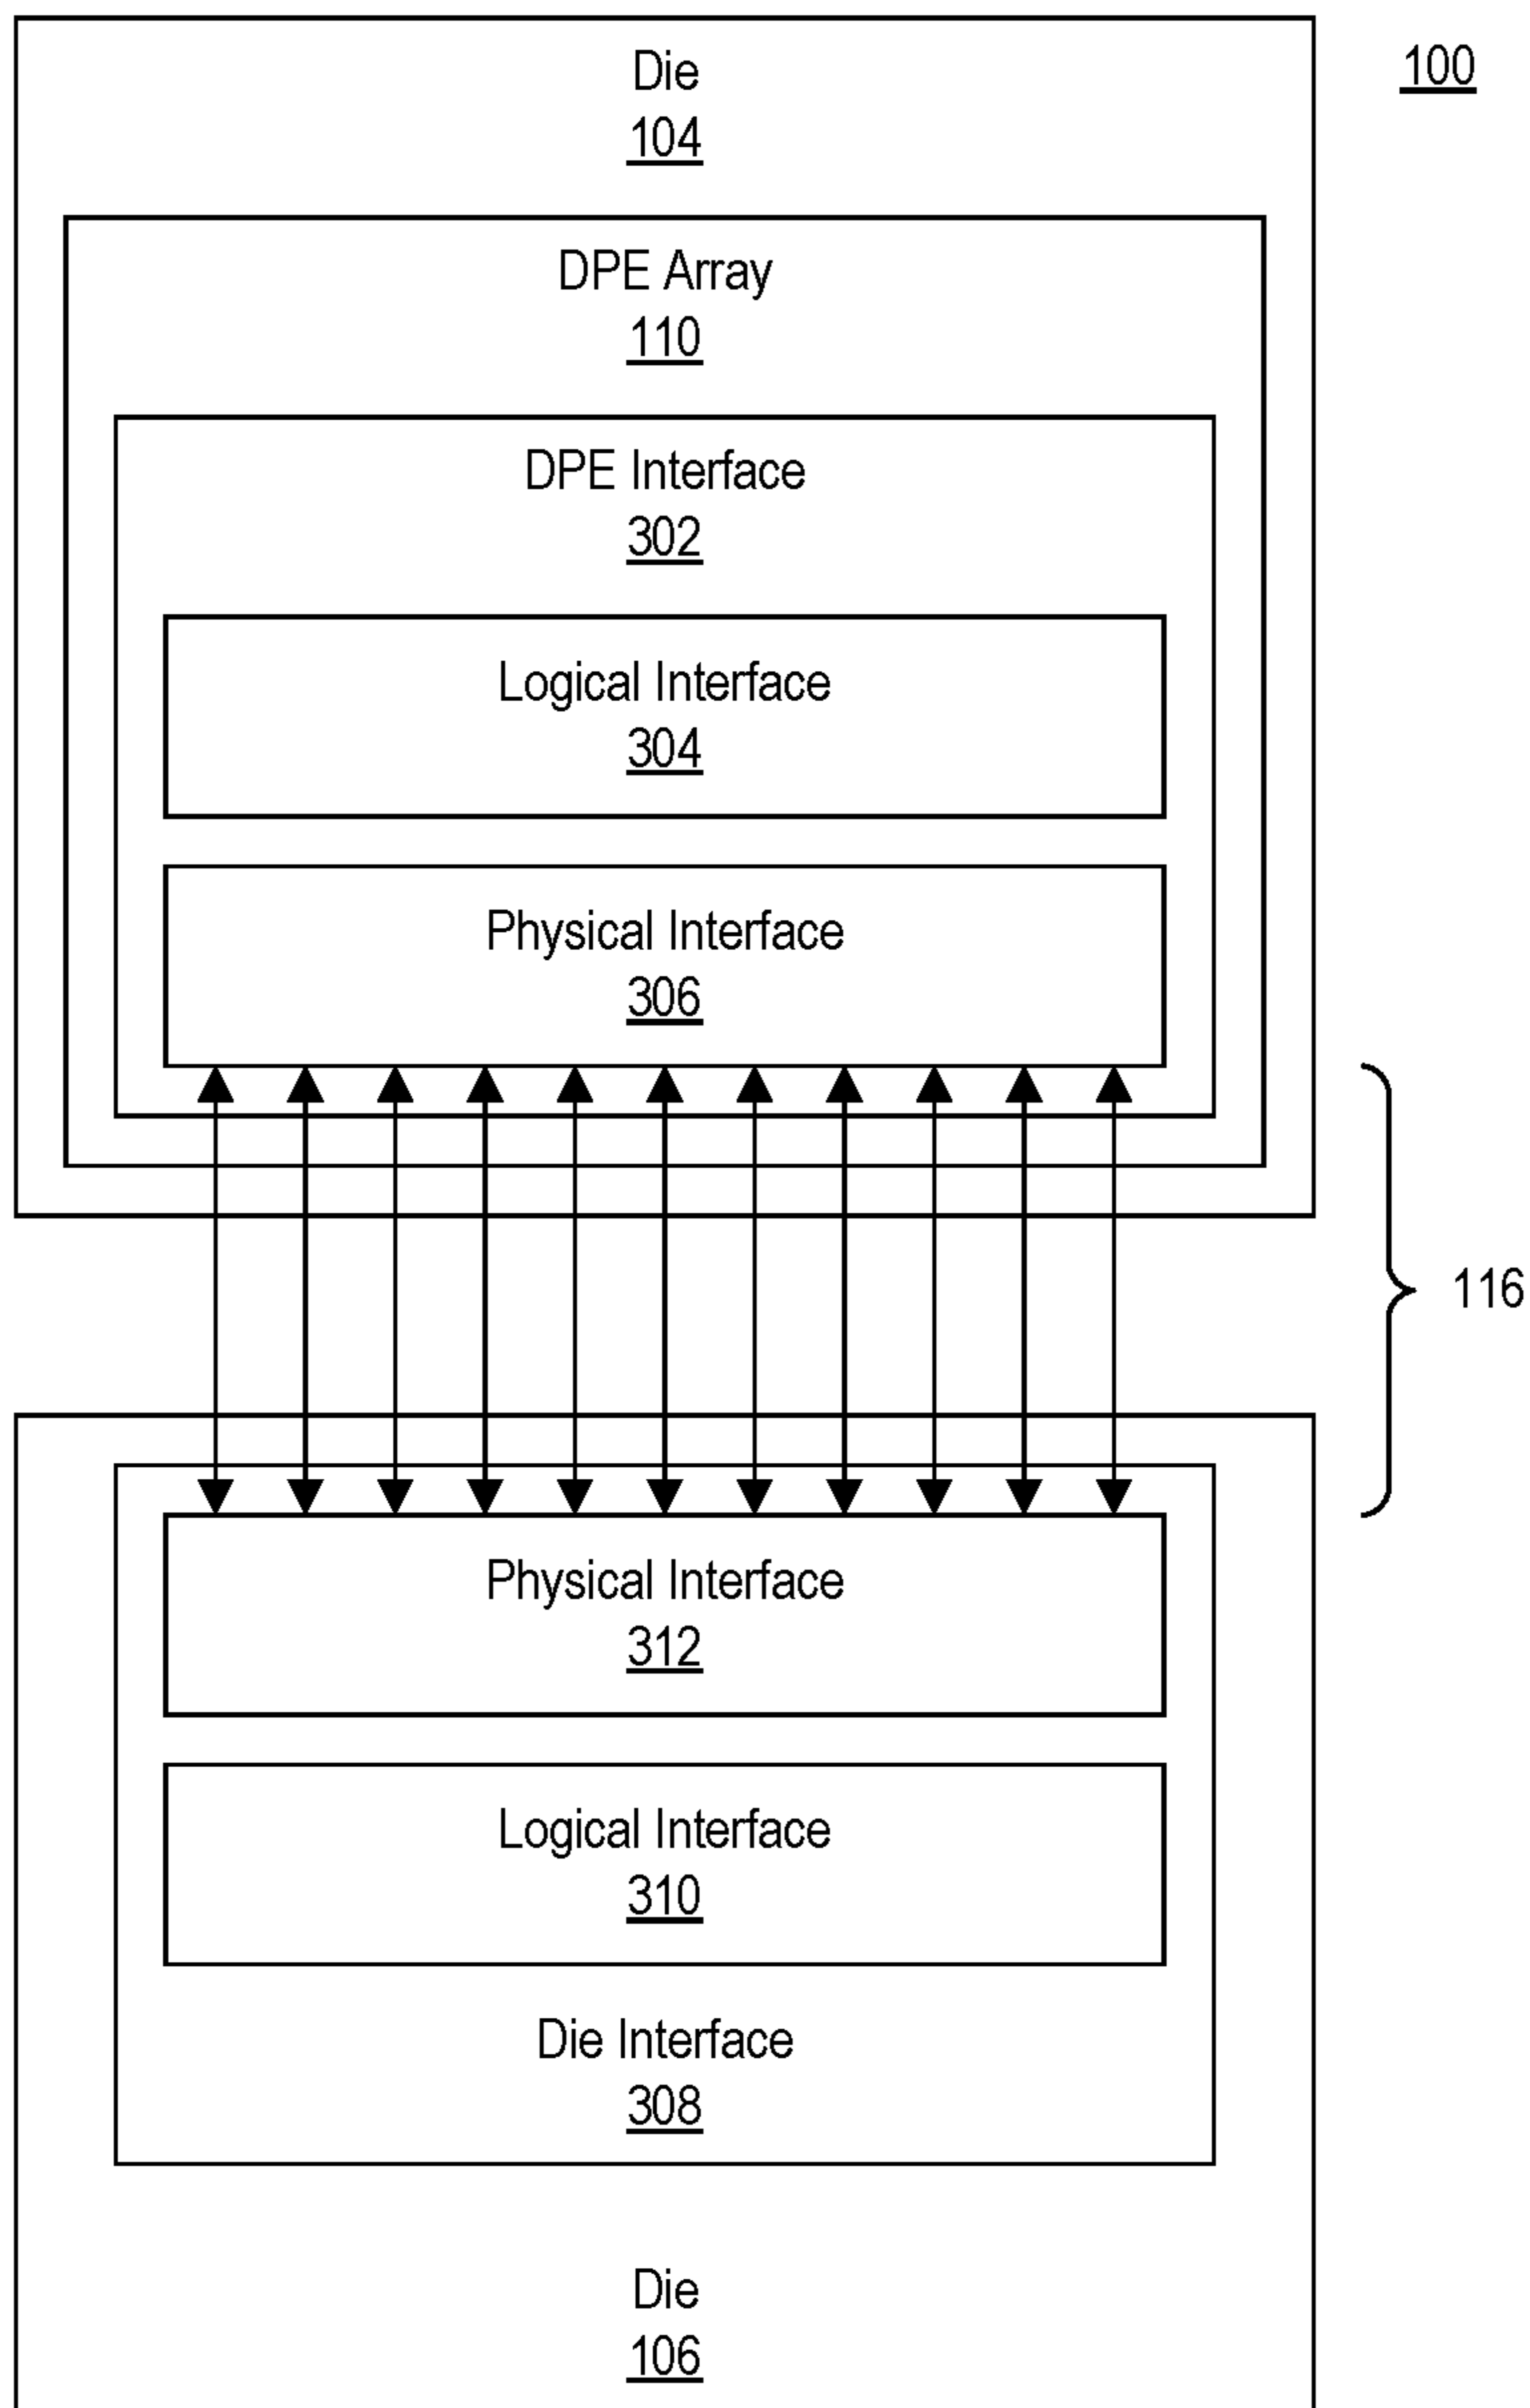 Die
104
100
DPE Array
110
DPE Interface
302
Logical Interface
304
Physical Interface
306
116
Physical Interface
312
Logical Interface
310
Die Interface
308
Die
106